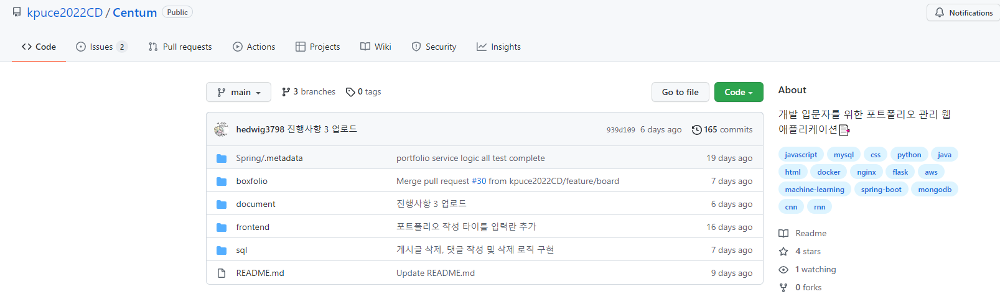 kpuce2022CD / Centum Public Notifications
Code Issues 2 Pull requests Actions Projects Wiki Security Insights
main 3 branches 0 tags Go to file Code
hedwig3798 진행사항 3 업로드 939d109 6 days ago 165 commits
Spring/.metadata portfolio service logic all test complete 19 days ago
boxfolio Merge pull request #30 from kpuce2022CD/feature/board 7 days ago
document 진행사항 3 업로드 6 days ago
frontend 포트폴리오 작성 타이틀 입력란 추가 16 days ago
sql 게시글 삭제, 댓글 작성 및 삭제 로직 구현 7 days ago
README.md Update README.md 9 days ago
About
개발 입문자를 위한 포트폴리오 관리 웹
애플리케이션
javascript mysql css python java
html docker nginx flask aws
machine-learning spring-boot mongodb
cnn rnn
Readme
4 stars
1 watching
0 forks